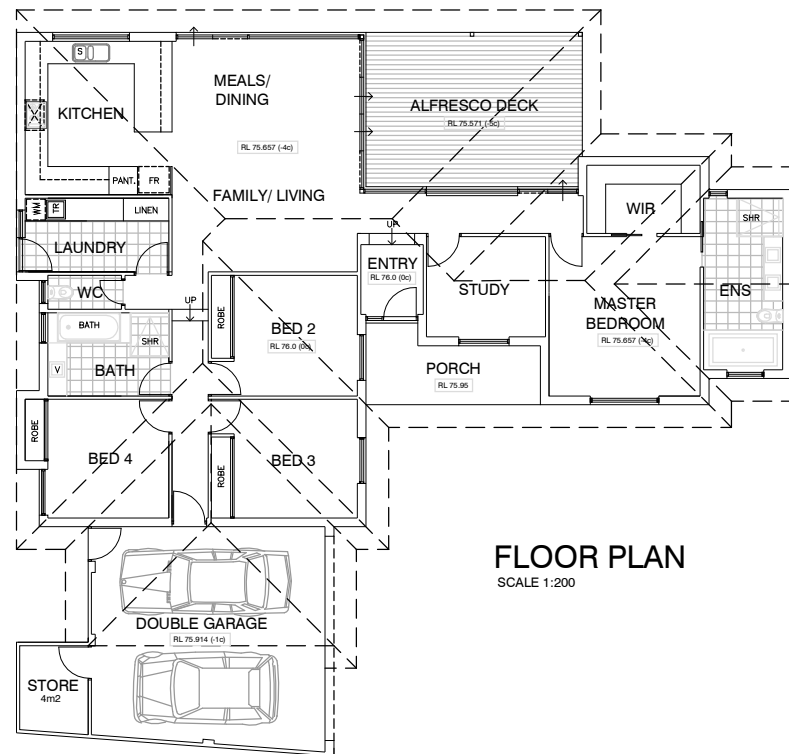 S
KITCHEN
MEALS/
DINING
RL 75.657 (-4c)
ALFRESCO DECK
RL 75.571 (-5c)
PANT.
FR
FAMILY/ LIVING
WM
TR
LINEN
LAUNDRY
WIR
SHR
UP
ENTRY
RL 76.0 (0c)
STUDY
MASTER
BEDROOM
RL 75.657 (-4c)
ENS
WC
UP
ROBE
BED 2
RL 76.0 (0c)
BATH
SHR
V
BATH
PORCH
RL 75.95
ROBE
BED 4
ROBE
BED 3
FLOOR PLAN
SCALE 1:200
DOUBLE GARAGE
RL 75.914 (-1c)
STORE
4m2